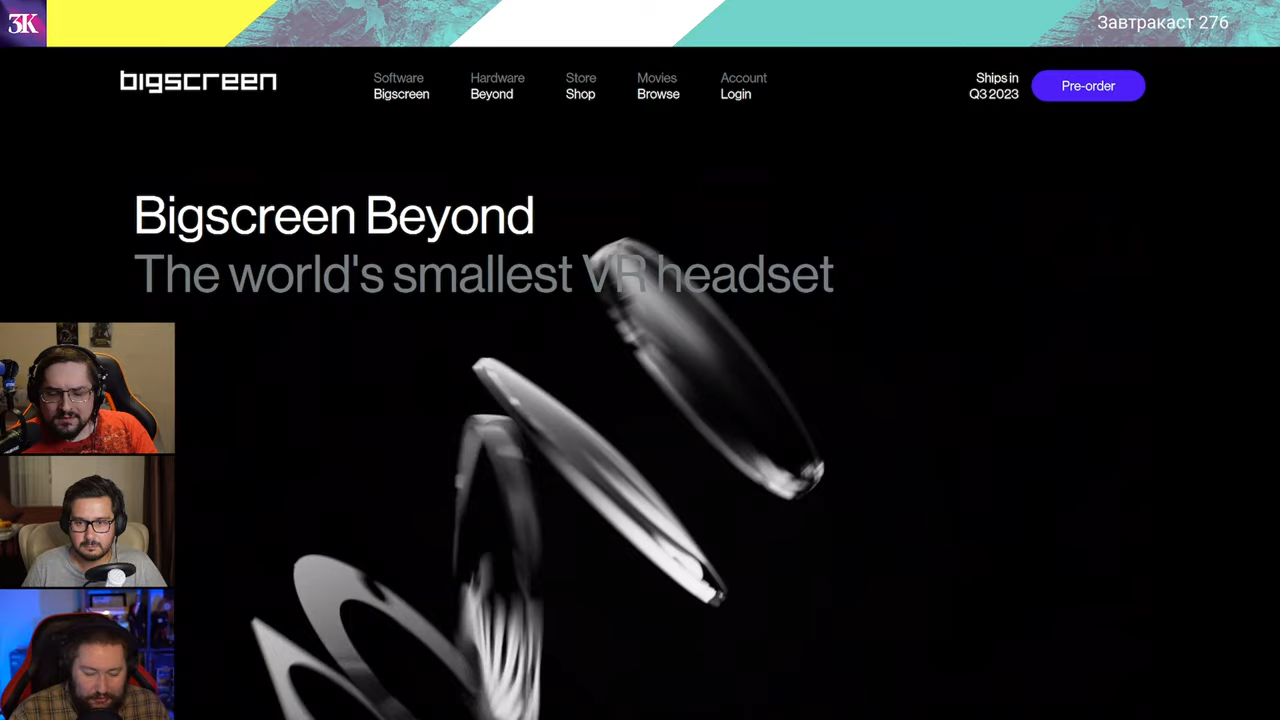 3K
Завтракаст 276
bigscreen
Software
Bigscreen
Hardware
Beyond
Store
Shop
Movies
Browse
Account
Login
Ships in
Q3 2023
Pre-order
Bigscreen Beyond
The world's smallest VR headset